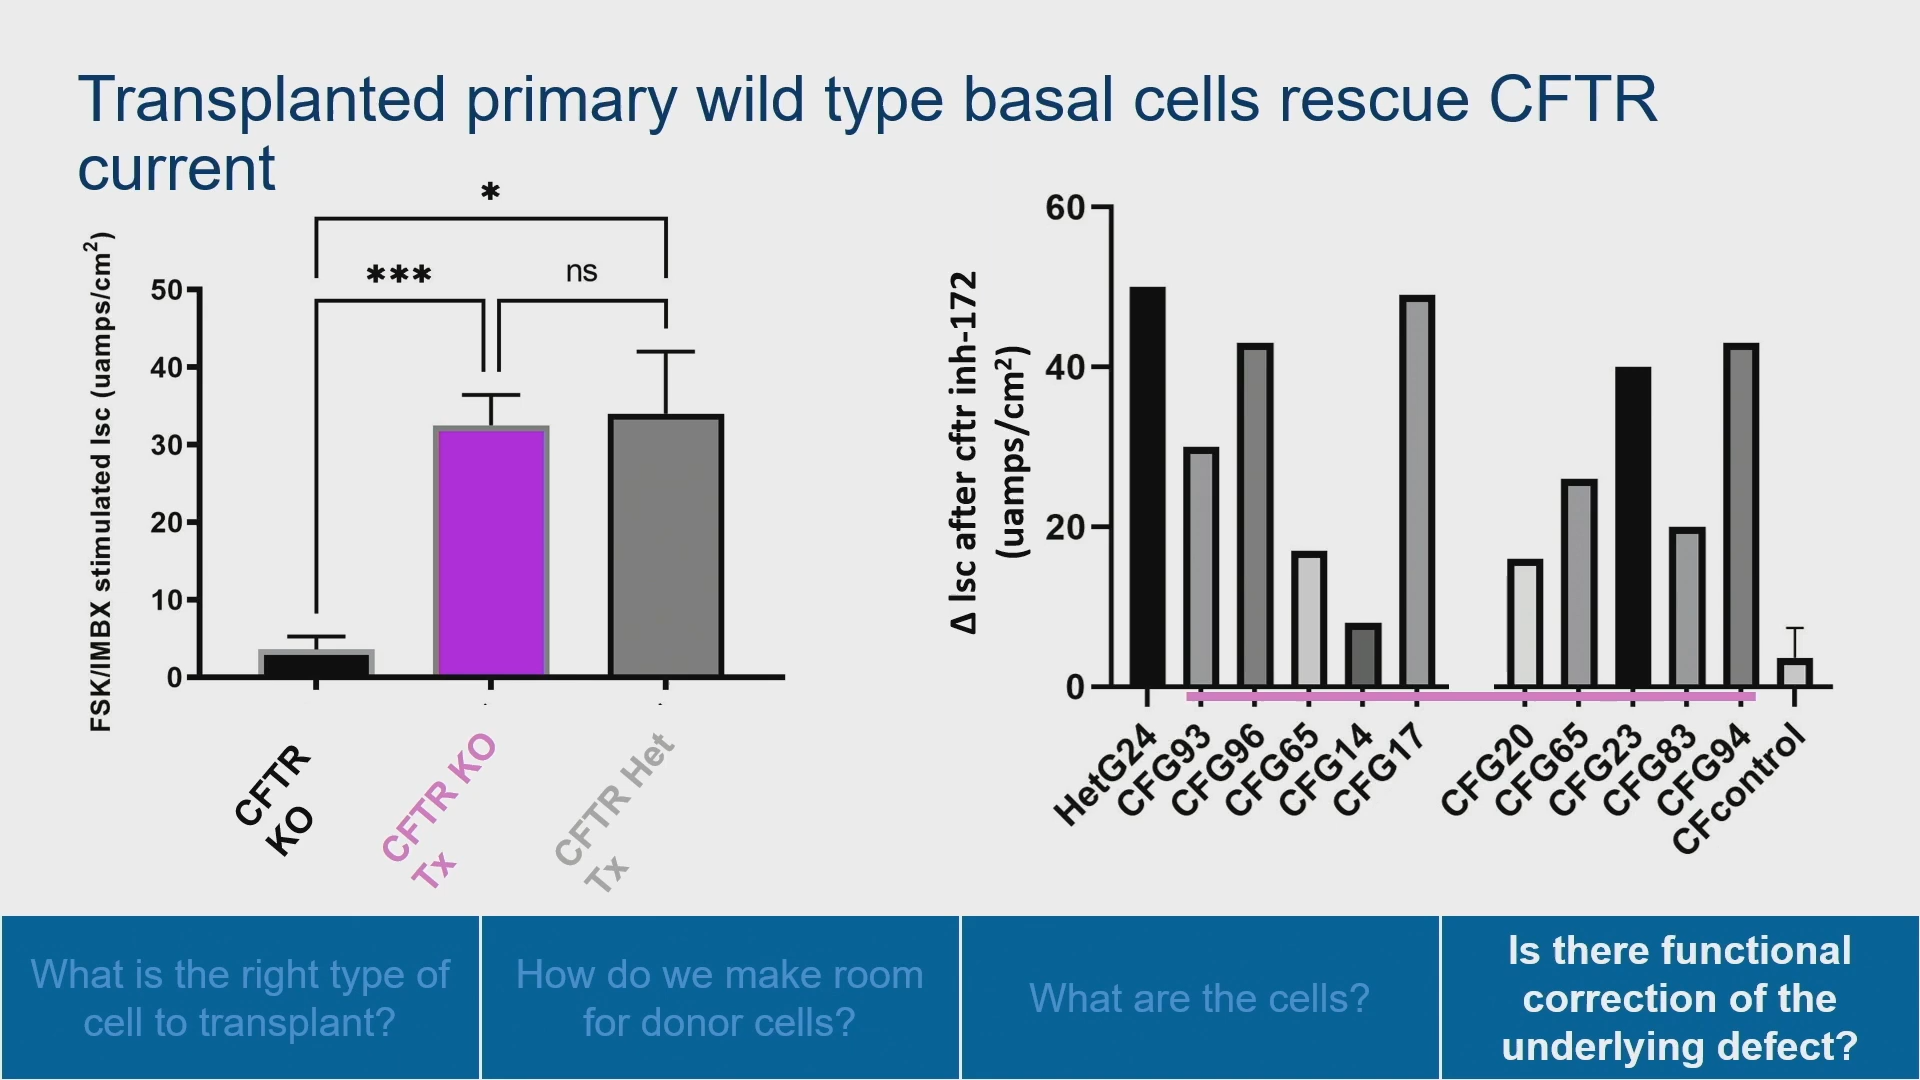 Transplanted primary wild type basal cells rescue CFTR
current
*
***
ns
FSK/IMBX stimulated Isc (uamps/cm²)
50
40
30
20
10
0
CFTR
KO
CFTR KO
Tx
CFTR Het
Tx
Δ Isc after cftr inh-172
(uamps/cm²)
60
40
20
0
HetG24
CFG93
CFG96
CFG65
CFG14
CFG17
CFG20
CFG65
CFG23
CFG83
CFG94
CFcontrol
What is the right type of
cell to transplant?
How do we make room
for donor cells?
What are the cells?
Is there functional
correction of the
underlying defect?